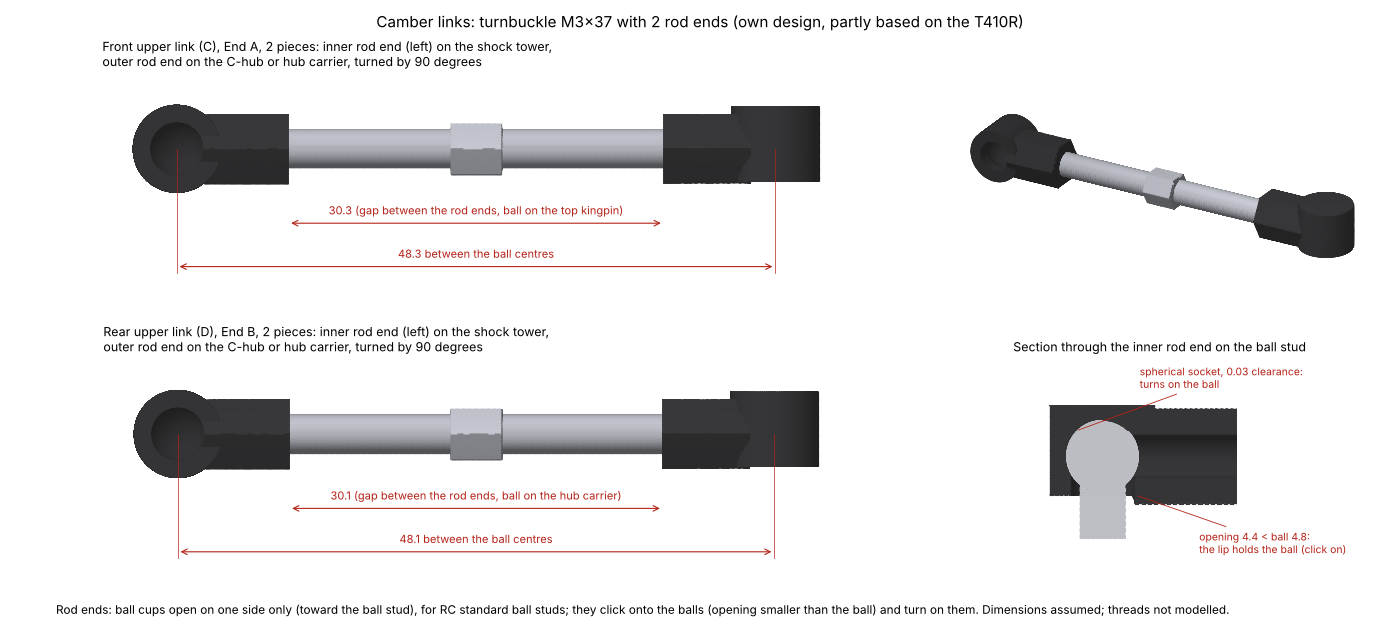 Camber links: turnbuckle M3×37 with 2 rod ends (own design, partly based on the T410R)
Front upper link (C), End A, 2 pieces: inner rod end (left) on the shock tower,
outer rod end on the C-hub or hub carrier, turned by 90 degrees
30.3 (gap between the rod ends, ball on the top kingpin)
48.3 between the ball centres
Rear upper link (D), End B, 2 pieces: inner rod end (left) on the shock tower,
outer rod end on the C-hub or hub carrier, turned by 90 degrees
30.1 (gap between the rod ends, ball on the hub carrier)
48.1 between the ball centres
Section through the inner rod end on the ball stud
spherical socket, 0.03 clearance:
turns on the ball
opening 4.4 < ball 4.8:
the lip holds the ball (click on)
Rod ends: ball cups open on one side only (toward the ball stud), for RC standard ball studs; they click onto the balls (opening smaller than the ball) and turn on them. Dimensions assumed; threads not modelled.